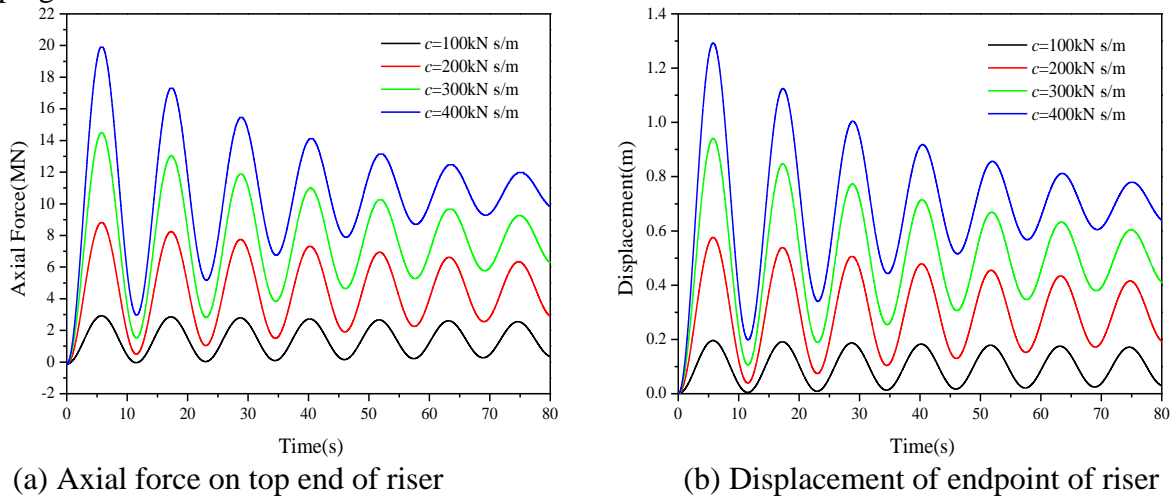 22
20
18
16
14
12
10
8
6
4
2
0
-2
Axial Force(MN)
c=100kN s/m
c=200kN s/m
c=300kN s/m
c=400kN s/m
0 10 20 30 40 50 60 70 80
Time(s)
(a) Axial force on top end of riser
1.4
1.2
1.0
0.8
0.6
0.4
0.2
0.0
Displacement(m)
c=100kN s/m
c=200kN s/m
c=300kN s/m
c=400kN s/m
0 10 20 30 40 50 60 70 80
Time(s)
(b) Displacement of endpoint of riser